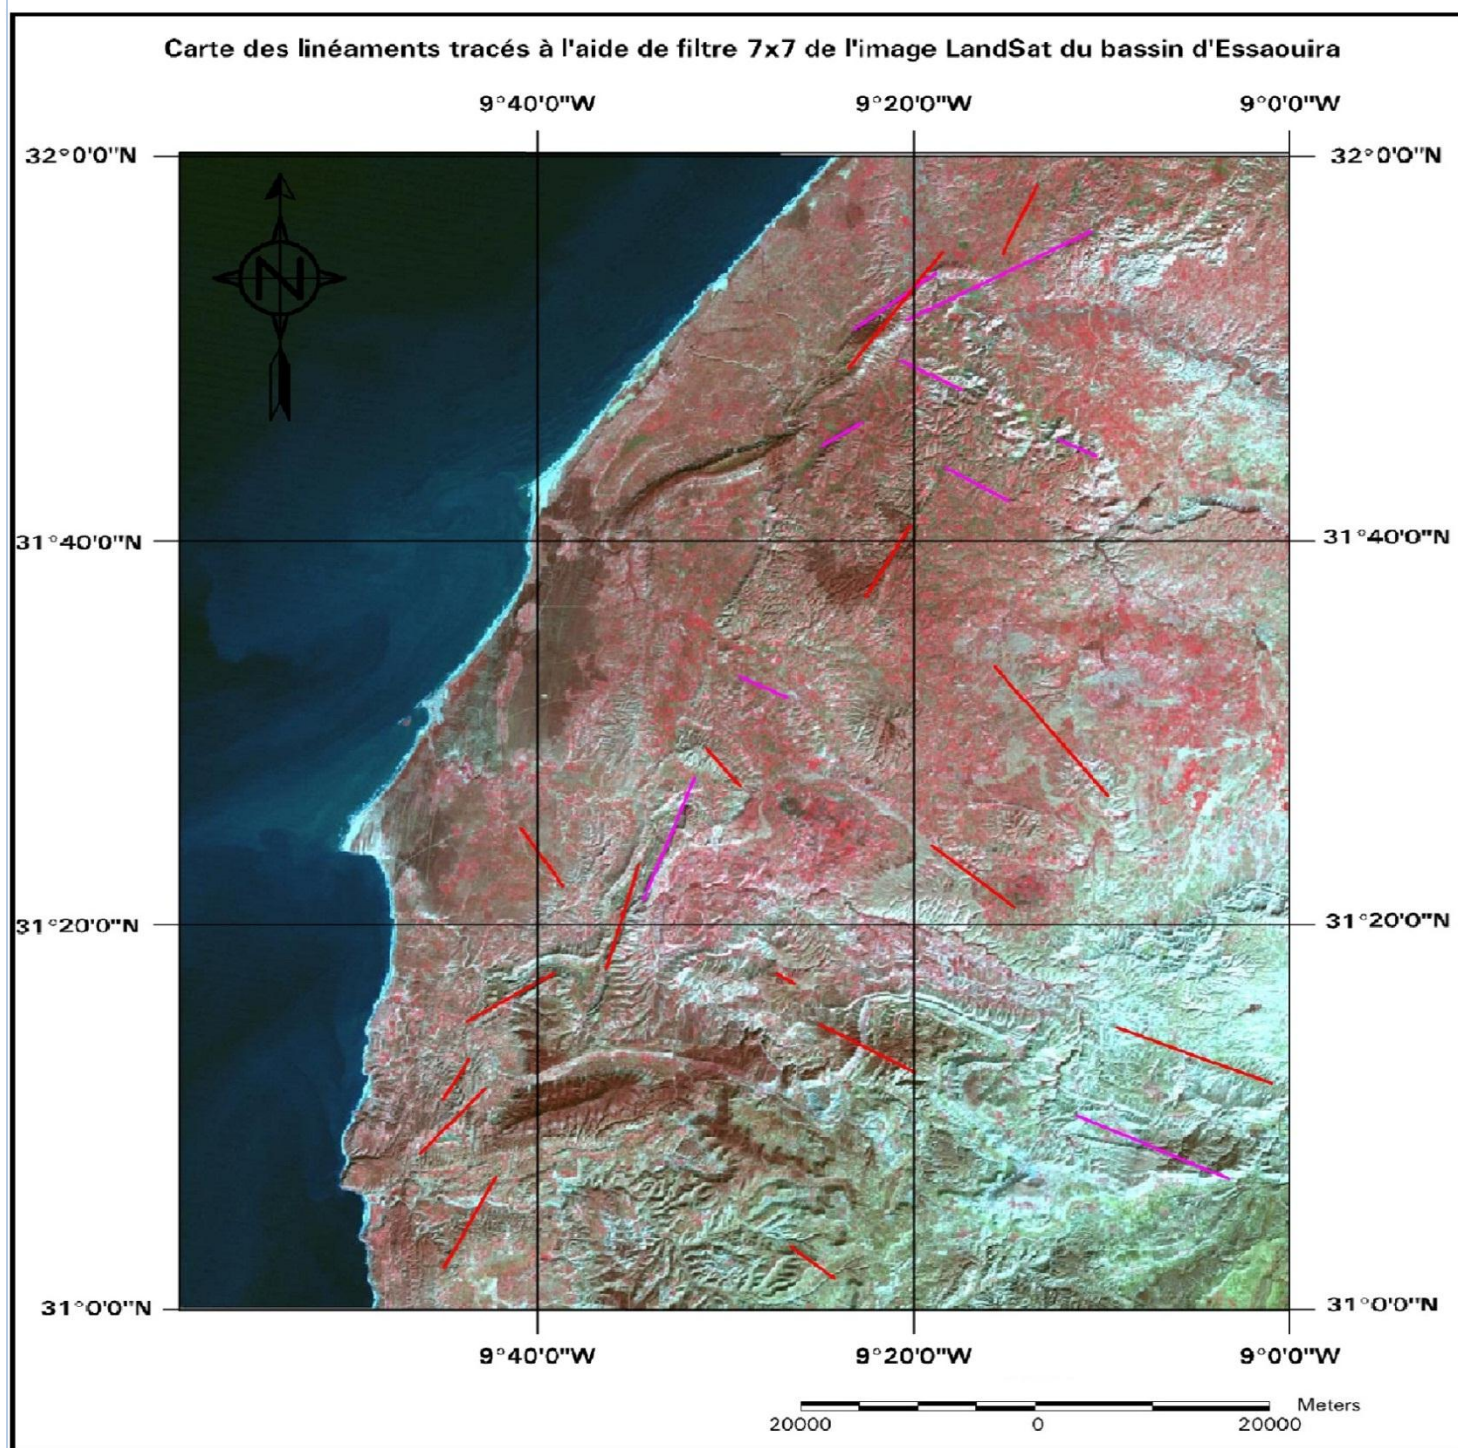 Carte des linéaments tracés à l'aide de filtre 7x7 de l'image LandSat du bassin d'Essaouira
9°40'0"W 9°20'0"W 9°0'0"W
32°0'0"N 32°0'0"N
N
31°40'0"N 31°40'0"N
31°20'0"N 31°20'0"N
31°0'0"N 31°0'0"N
9°40'0"W 9°20'0"W 9°0'0"W
Meters
20000 0 20000